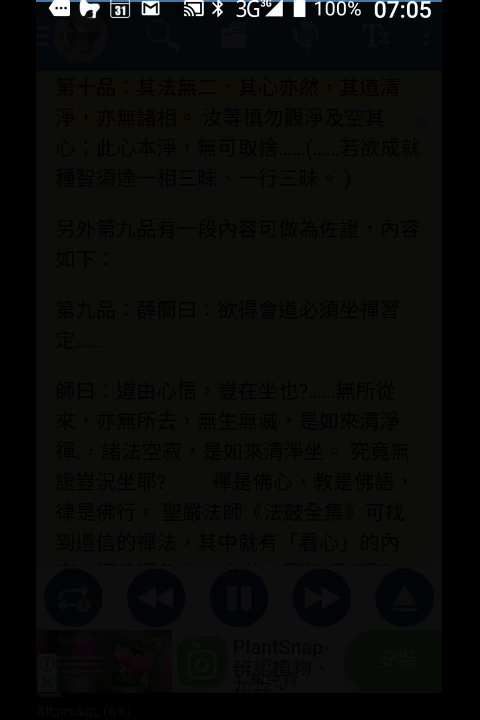 31 3G 3G 100% 07:05
第十品：其法無二，其心亦然，其道清
淨，亦無諸相。 汝等慎勿觀淨及空其
心；此心本淨，無可取捨……(……若欲成就
種智須達一相三昧、一行三昧。 )
另外第九品有一段內容可做為佐證，內容
如下：
第九品：薛簡曰：欲得會道必須坐禪習
定……
師曰：道由心悟，豈在坐也?……無所從
來，亦無所去，無生無滅，是如來清淨
禪.，諸法空寂，是如來清淨坐。 究竟無
證豈況坐耶? 禪是佛心，教是佛語，
律是佛行。 聖嚴法師《法鼓全集》可找
到道信的禪法，其中就有「看心」的內
PlantSnap-
辨認植物、
安裝
&lt;pre&gt; (6%)